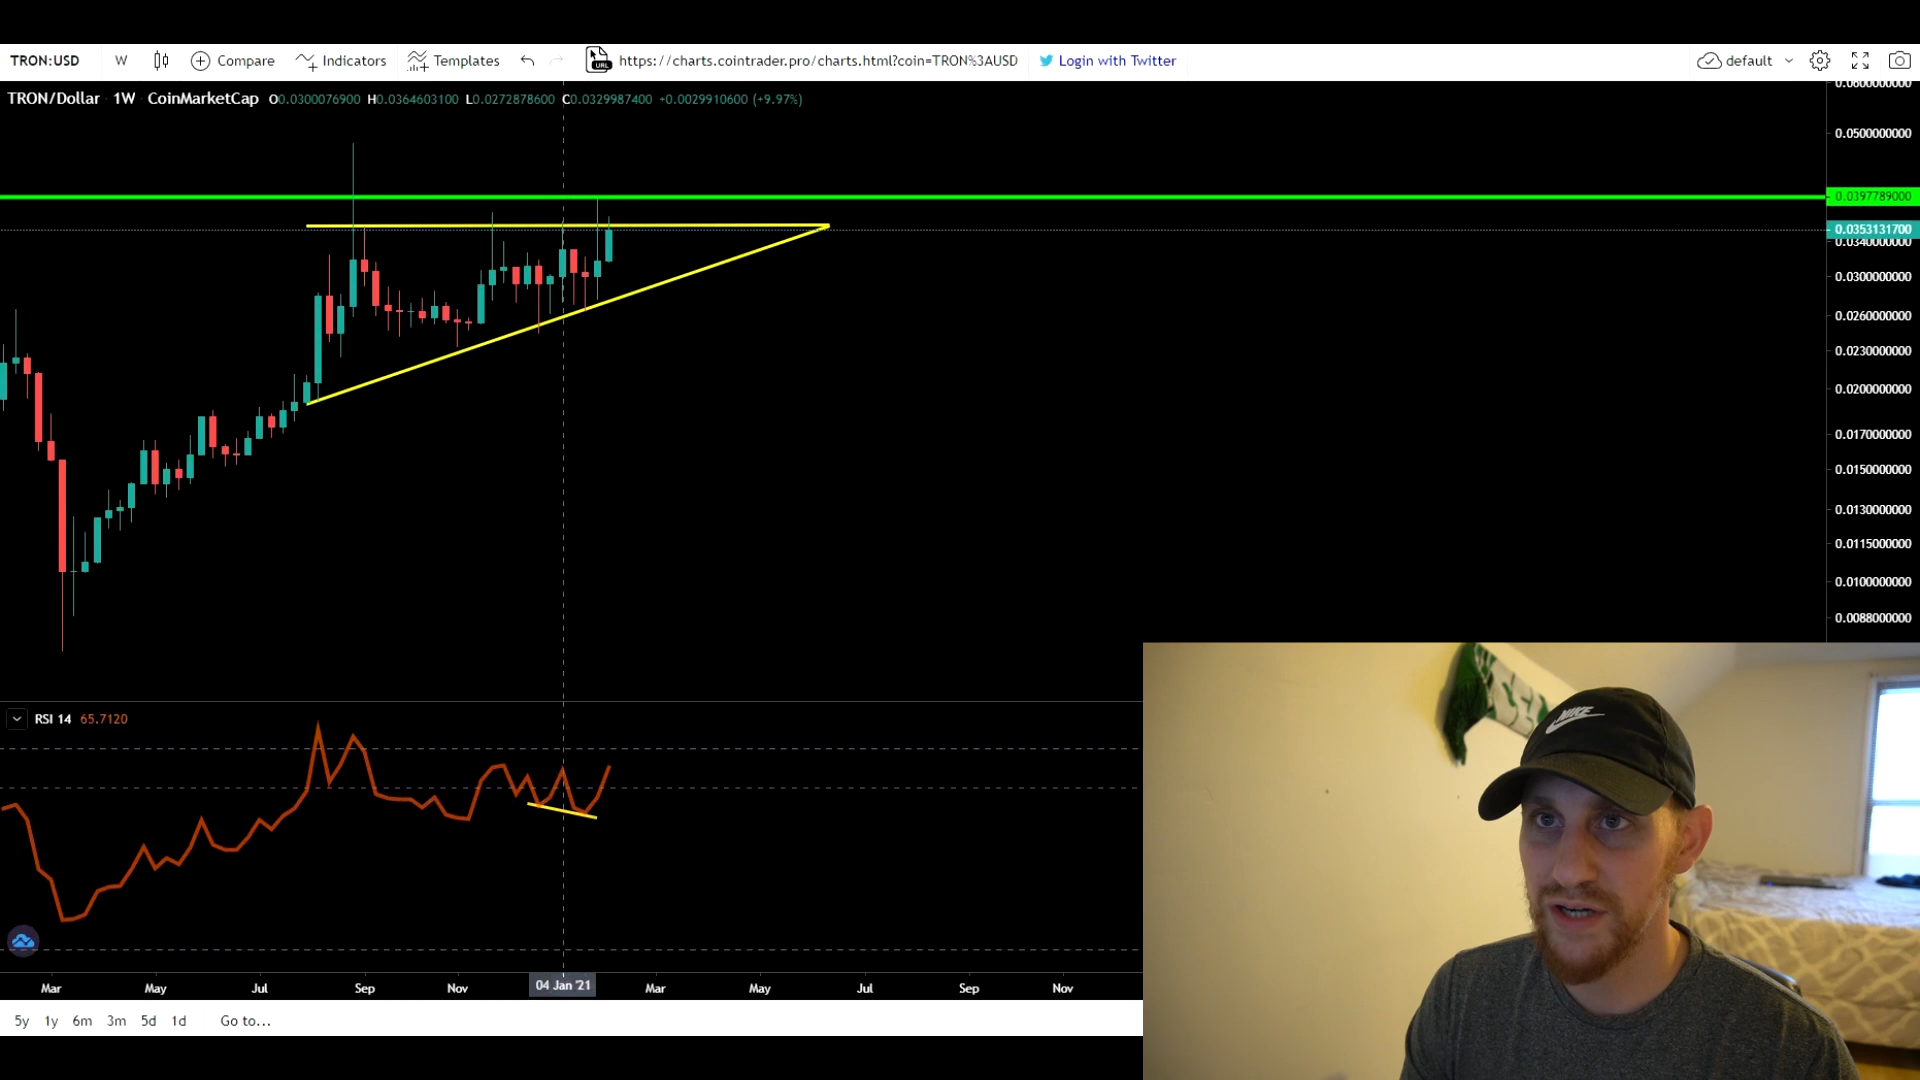 TRON:USD W Compare Indicators Templates URL https://charts.cointrader.pro/charts.html?coin=TRON%3AUSD Login with Twitter default
TRON/Dollar 1W CoinMarketCap O0.0300076900 H0.0364603100 L0.0272878600 C0.0329987400 +0.0029910600 (+9.97%)
0.0600000000
0.0500000000
0.0397789000
0.0353131700
0.0340000000
0.0300000000
0.0260000000
0.0230000000
0.0200000000
0.0170000000
0.0150000000
0.0130000000
0.0115000000
0.0100000000
0.0088000000
RSI 14 65.7120
NIKE
Mar May Jul Sep Nov 04 Jan '21 Mar May Jul Sep Nov
5y 1y 6m 3m 5d 1d Go to...